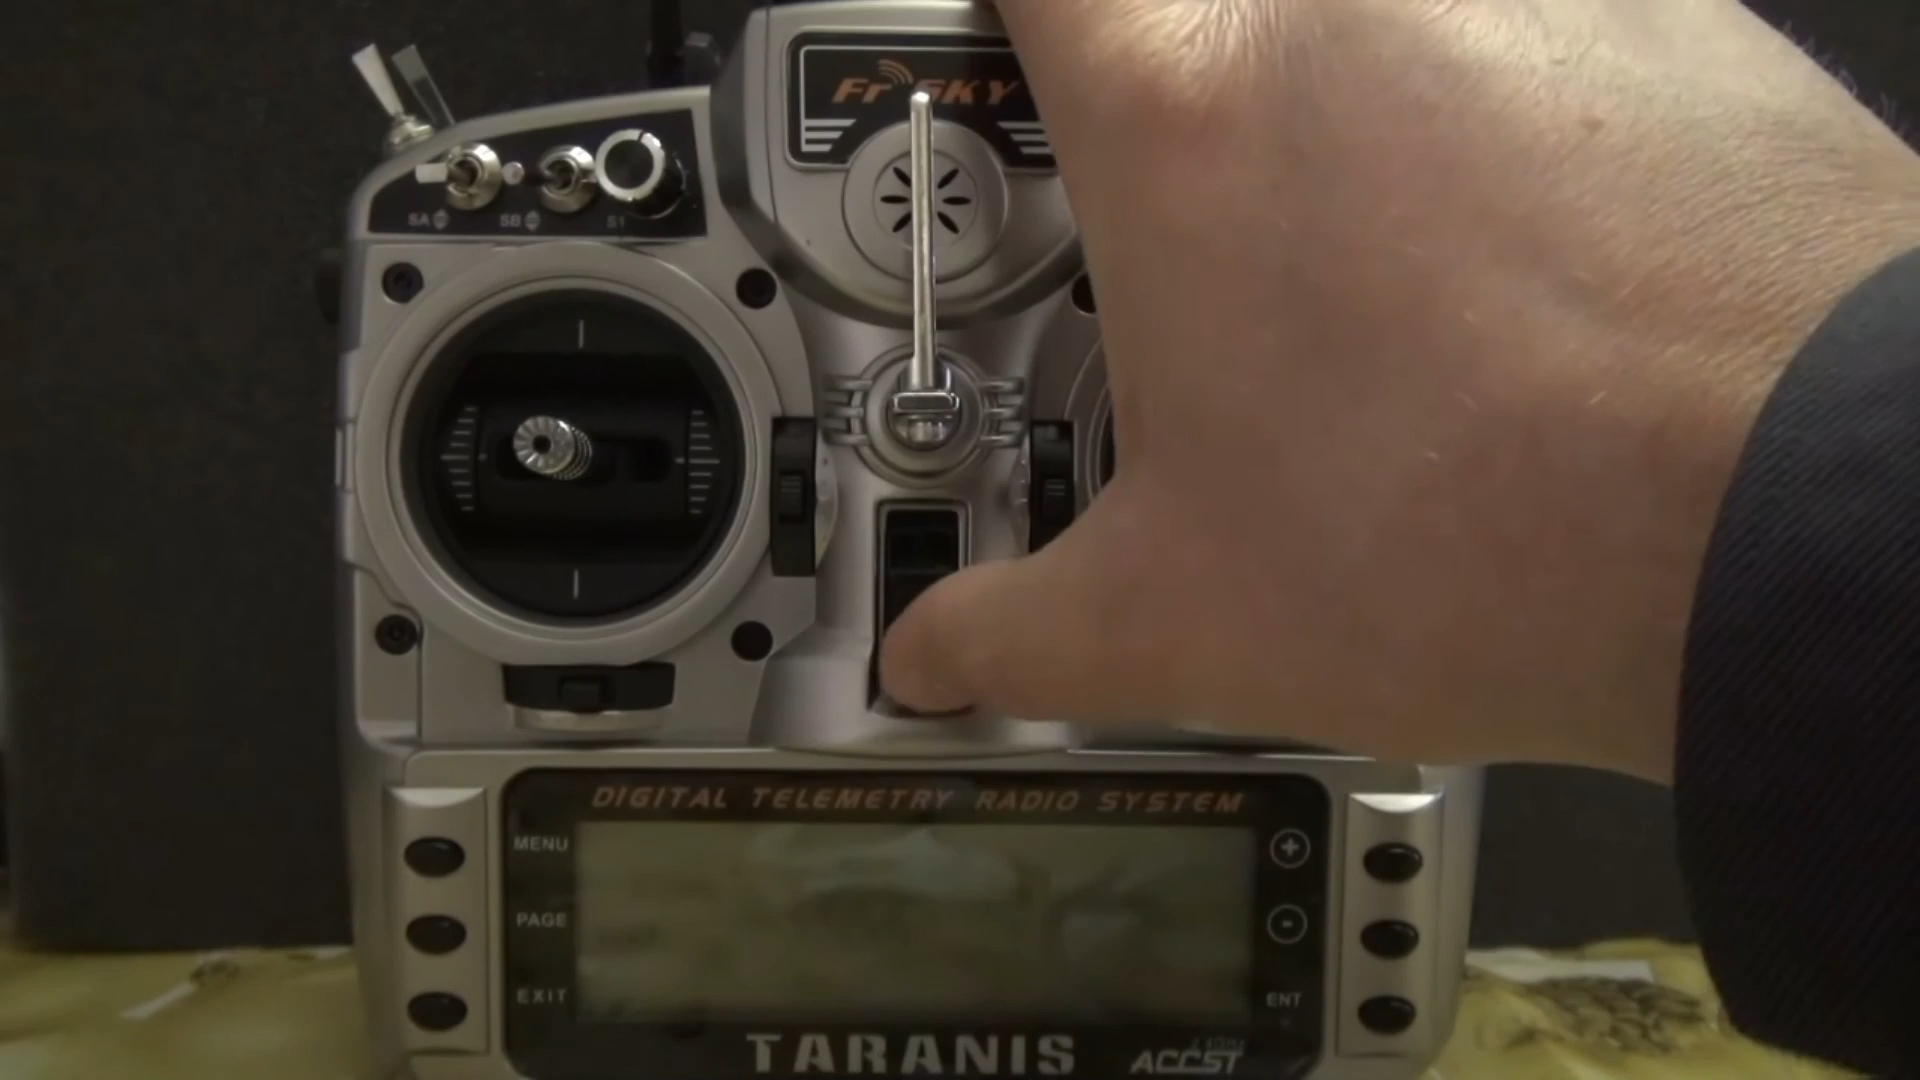 FrSKY
SA SB S1
DIGITAL TELEMETRY RADIO SYSTEM
MENU
PAGE
EXIT
ENT
TARANIS
ACCST